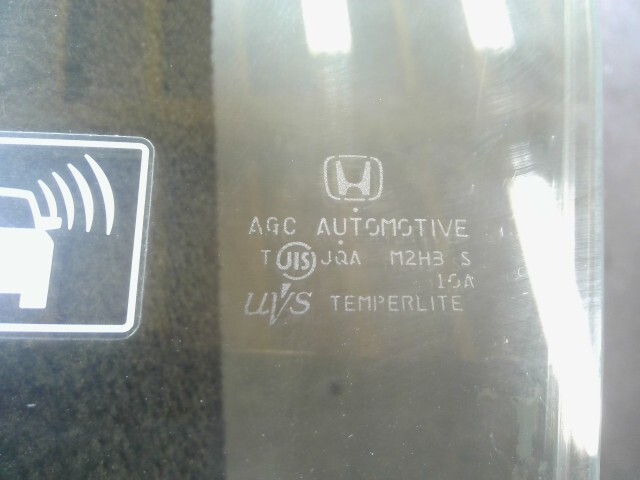 AGC AUTOMOTIVE
T JIS JQA M2H3 S
10A
UVS TEMPERLITE